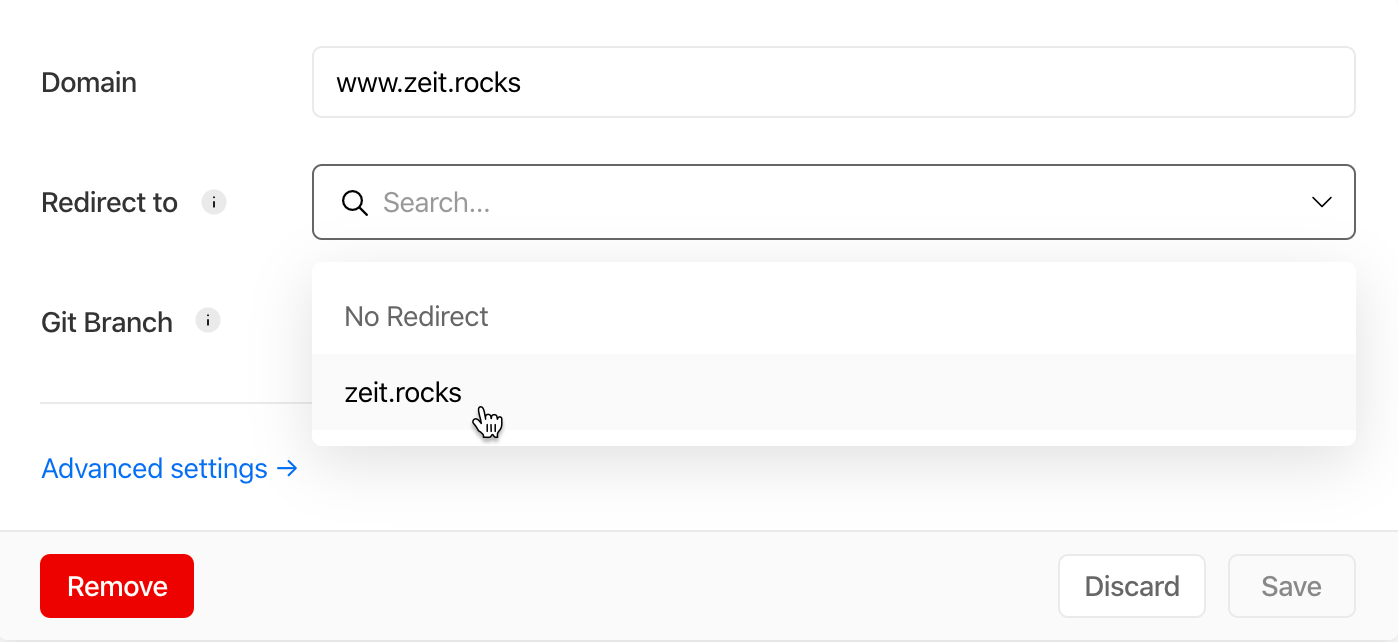 Domain
www.zeit.rocks
Redirect to
i
Search...
Git Branch
i
No Redirect
zeit.rocks
Advanced settings →
Remove
Discard
Save